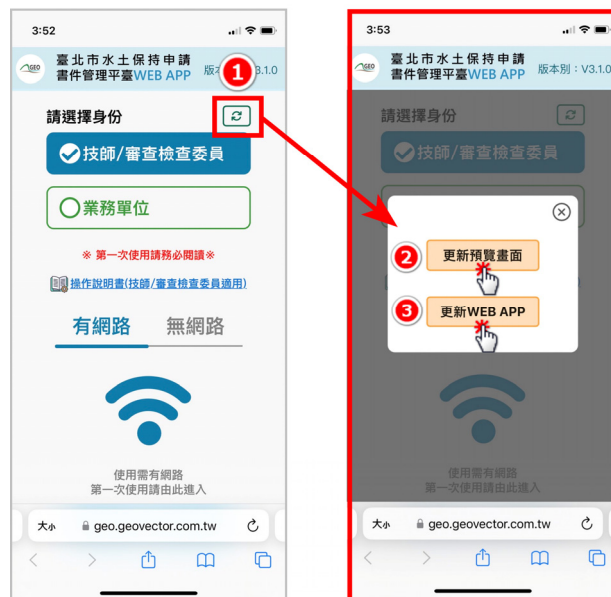 3:52
臺北市水土保持申請
書件管理平臺WEB APP
3.1.0
1
請選擇身份
技師/審查檢查委員
業務單位
※ 第一次使用請務必閱讀※
操作說明書(技師/審查檢查委員適用)
有網路
無網路
使用需有網路
第一次使用請由此進入
大小
geo.geovector.com.tw
3:53
臺北市水土保持申請
書件管理平臺WEB APP
版本別：V3.1.0
請選擇身份
技師/審查檢查委員
2
更新預覽畫面
3
更新WEB APP
使用需有網路
第一次使用請由此進入
大小
geo.geovector.com.tw